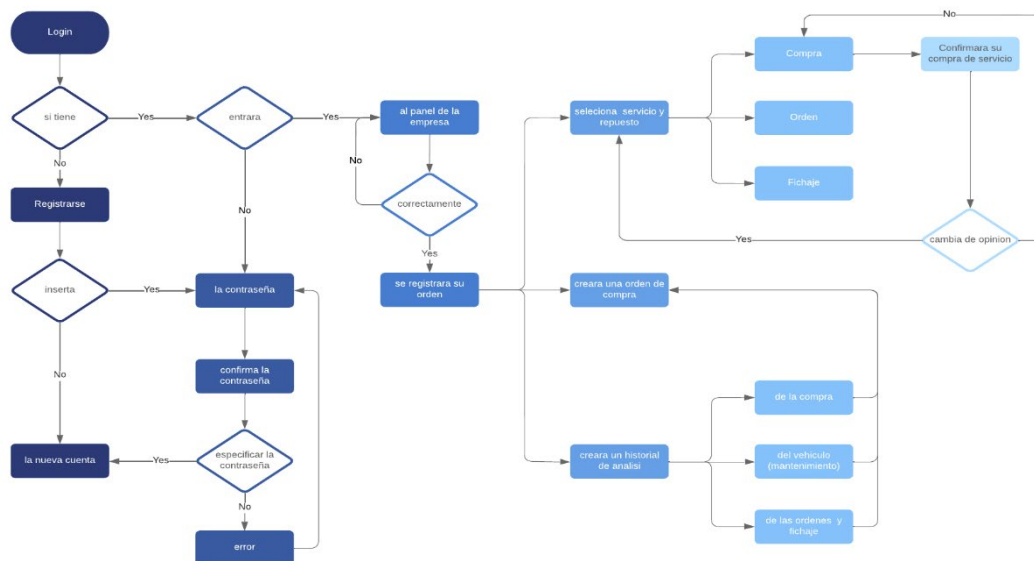 Login
No
Compra
Confirmara su
compra de servicio
si tiene
Yes
entrara
Yes
al panel de la
empresa
seleciona servicio y
repuesto
Orden
No
No
Registrarse
No
correctamente
Fichaje
Yes
Yes
cambia de opinion
inserta
Yes
la contraseña
se registrara su
orden
creara una orden de
compra
No
confirma la
contraseña
de la compra
la nueva cuenta
Yes
especificar la
contraseña
creara un historial
de analisi
del vehiculo
(mantenimiento)
No
de las ordenes y
fichaje
error